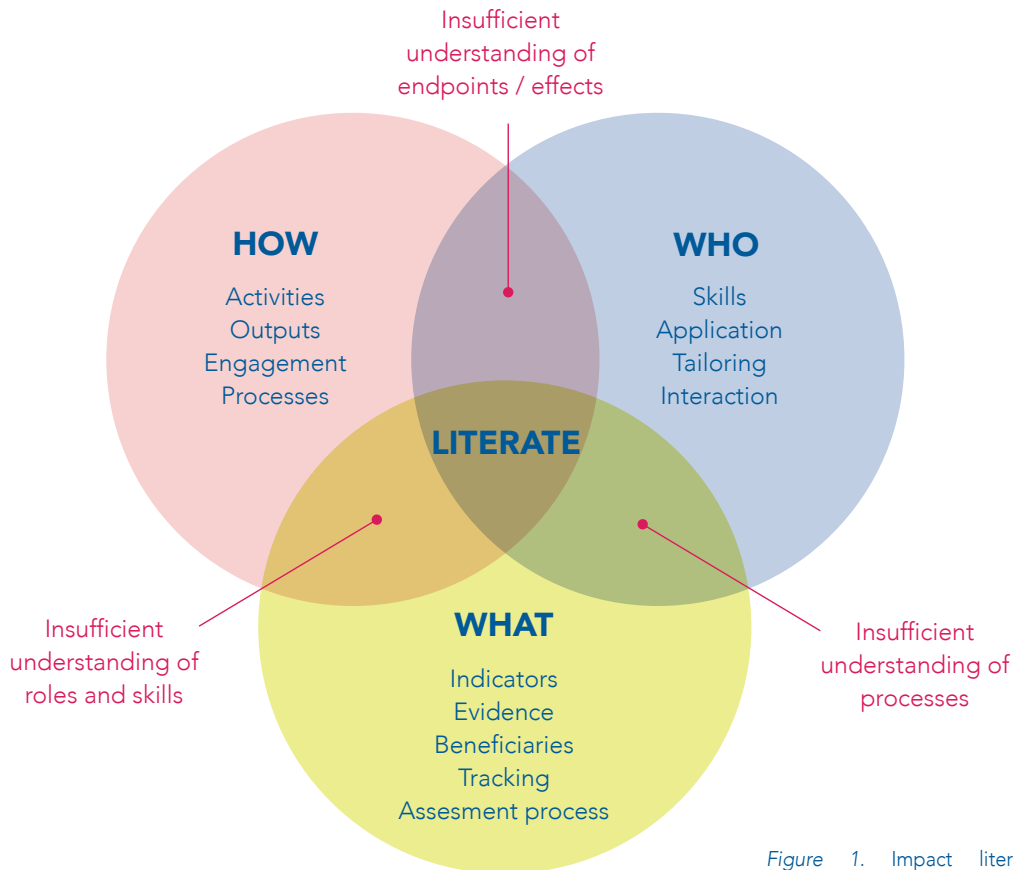 Insufficient
understanding of
endpoints / effects
HOW
Activities
Outputs
Engagement
Processes
WHO
Skills
Application
Tailoring
Interaction
LITERATE
Insufficient
understanding of
roles and skills
WHAT
Indicators
Evidence
Beneficiaries
Tracking
Assesment process
Insufficient
understanding of
processes
Figure 1. Impact liter